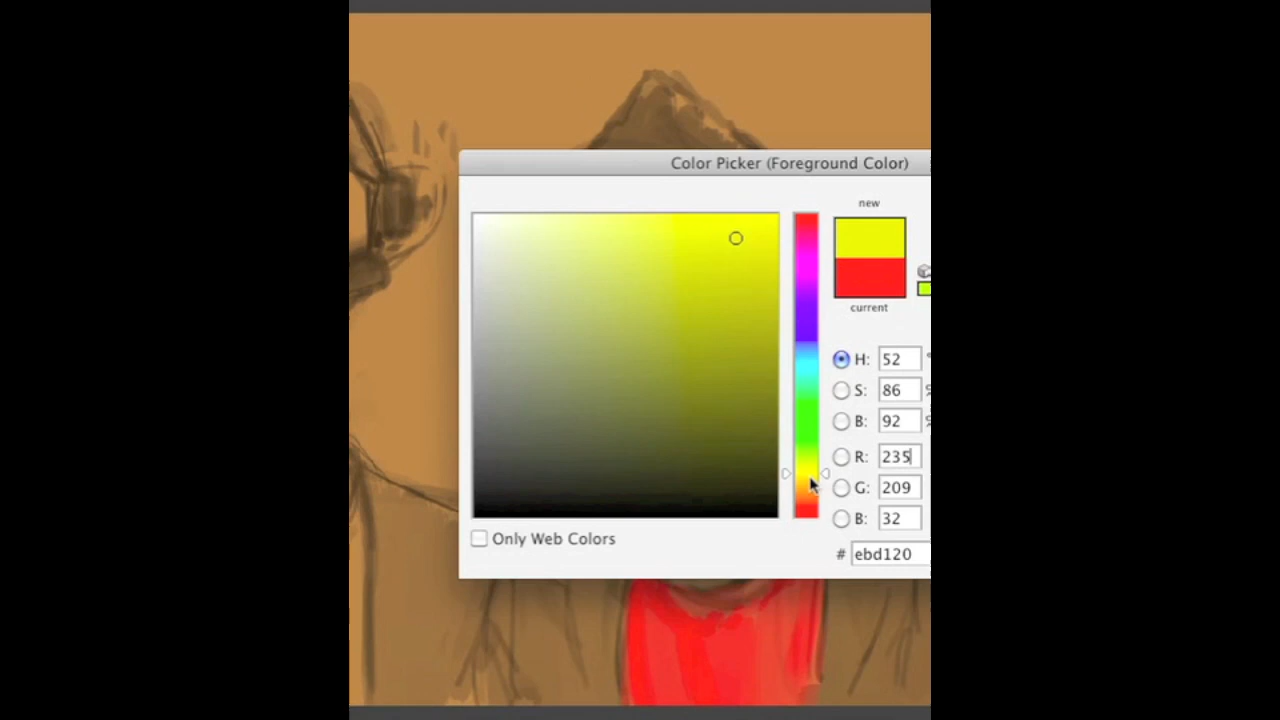 Color Picker (Foreground Color)
new
current
H: 52 °
S: 86 %
B: 92 %
R: 235
G: 209
B: 32
# ebd120
Only Web Colors